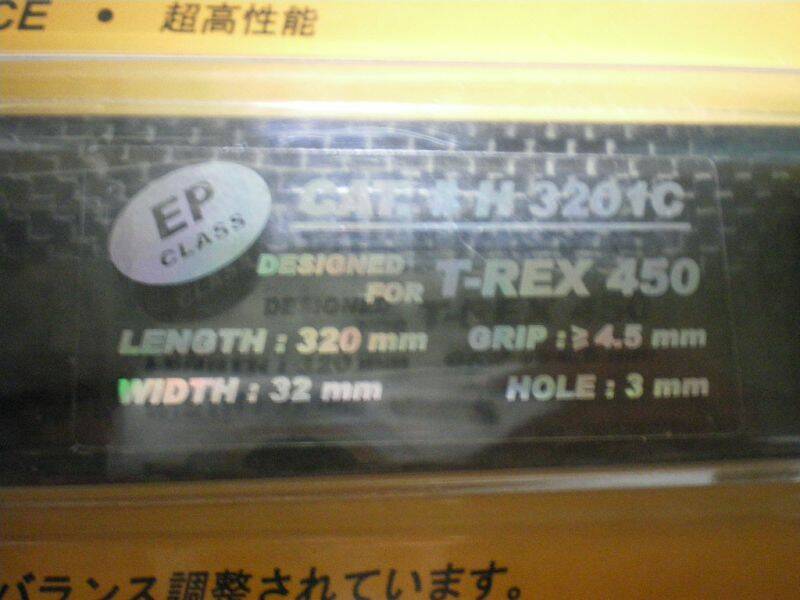 CE • 超高性能
EP CLASS
CAT. # H 3201C
DESIGNED FOR T-REX 450
LENGTH : 320 mm GRIP : ≥ 4.5 mm
WIDTH : 32 mm HOLE : 3 mm
バランス調整されています。